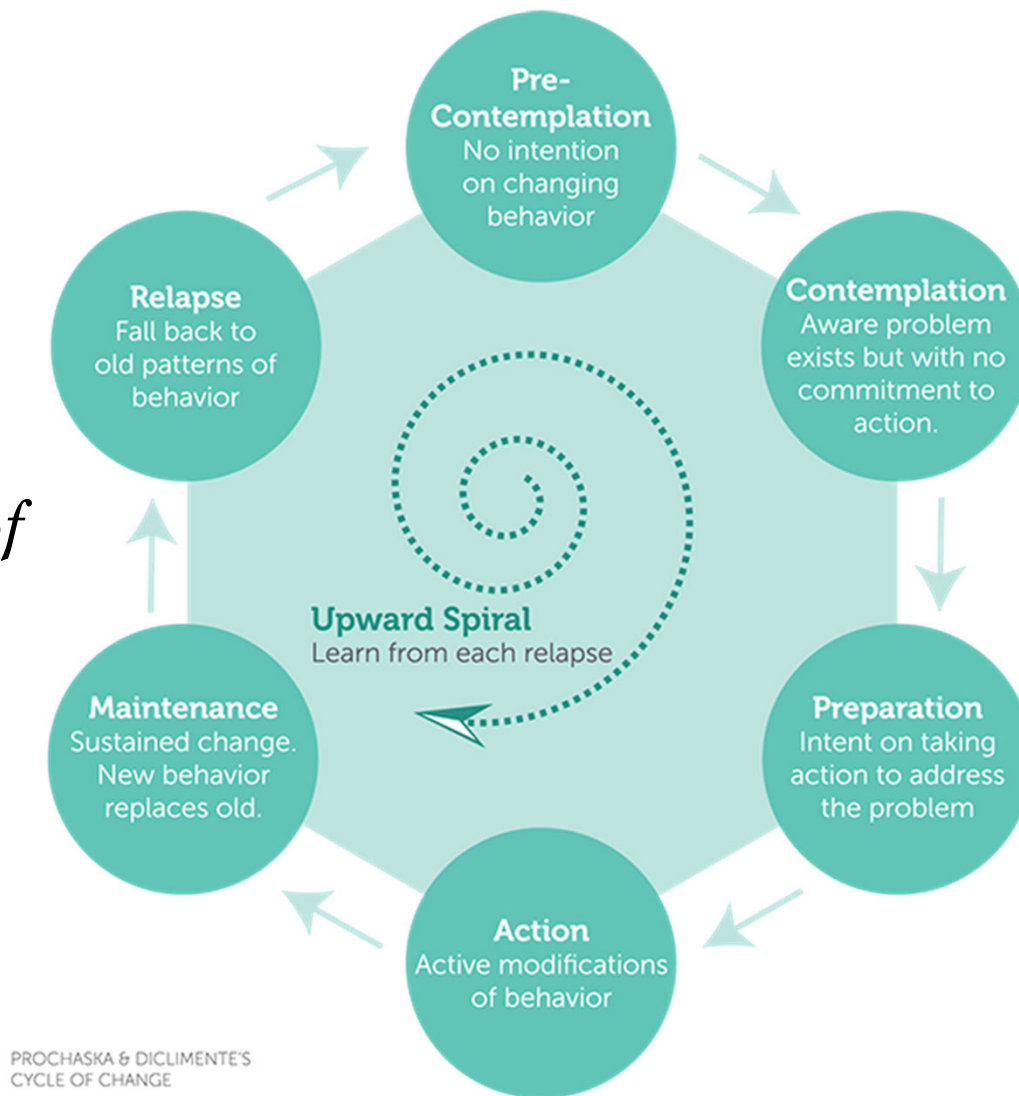 Pre-
Contemplation
No intention
on changing
behavior
Contemplation
Aware problem
exists but with no
commitment to
action.
Preparation
Intent on taking
action to address
the problem
Action
Active modifications
of behavior
Maintenance
Sustained change.
New behavior
replaces old.
Relapse
Fall back to
old patterns of
behavior
Upward Spiral
Learn from each relapse
PROCHASKA & DICLIMENTE'S
CYCLE OF CHANGE